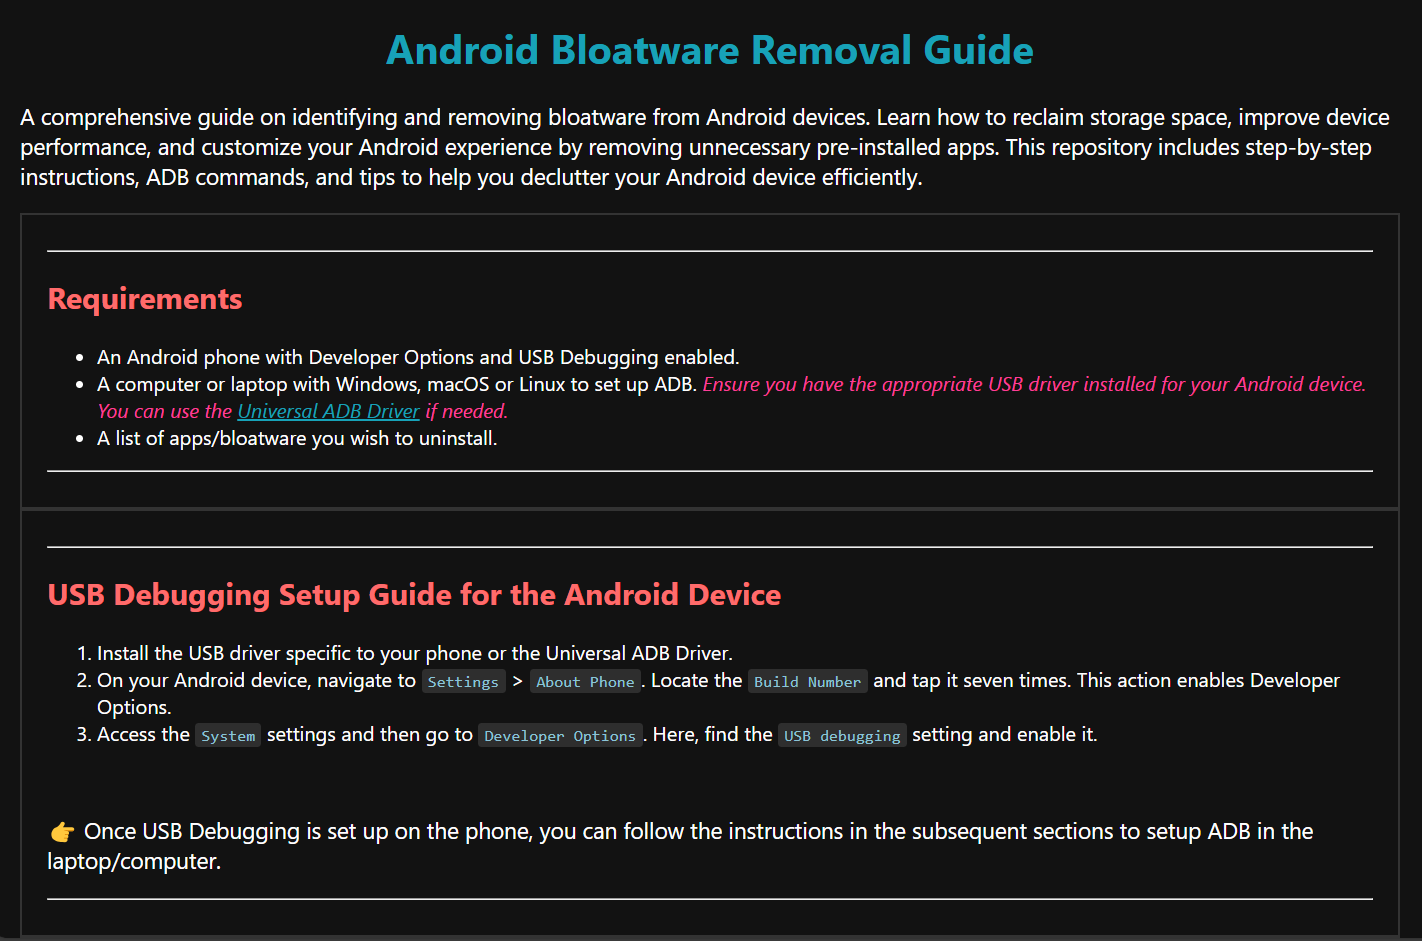 Android Bloatware Removal Guide
A comprehensive guide on identifying and removing bloatware from Android devices. Learn how to reclaim storage space, improve device
performance, and customize your Android experience by removing unnecessary pre-installed apps. This repository includes step-by-step
instructions, ADB commands, and tips to help you declutter your Android device efficiently.
Requirements
• An Android phone with Developer Options and USB Debugging enabled.
• A computer or laptop with Windows, macOS or Linux to set up ADB. Ensure you have the appropriate USB driver installed for your Android device.
You can use the Universal ADB Driver if needed.
• A list of apps/bloatware you wish to uninstall.
USB Debugging Setup Guide for the Android Device
1. Install the USB driver specific to your phone or the Universal ADB Driver.
2. On your Android device, navigate to Settings > About Phone. Locate the Build Number and tap it seven times. This action enables Developer
Options.
3. Access the System settings and then go to Developer Options. Here, find the USB debugging setting and enable it.
👉 Once USB Debugging is set up on the phone, you can follow the instructions in the subsequent sections to setup ADB in the
laptop/computer.